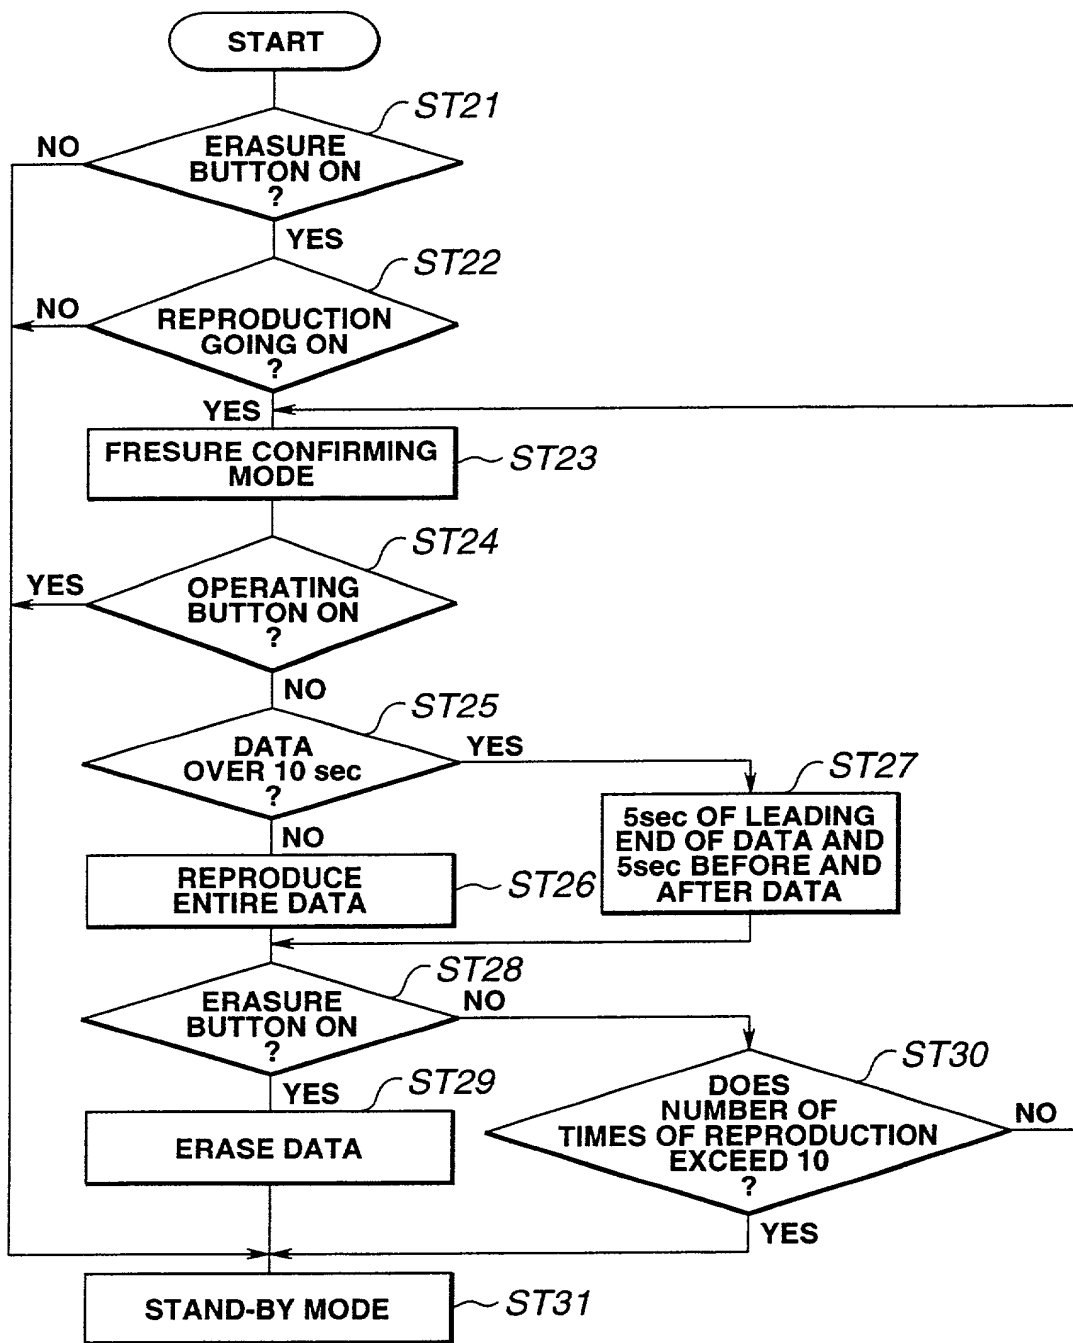 START
ST21
NO
ERASURE
BUTTON ON
?
YES
ST22
NO
REPRODUCTION
GOING ON
?
YES
FRESURE CONFIRMING
MODE
ST23
ST24
YES
OPERATING
BUTTON ON
?
NO
ST25
DATA
OVER 10 sec
?
YES
ST27
5sec OF LEADING
END OF DATA AND
5sec BEFORE AND
AFTER DATA
NO
REPRODUCE
ENTIRE DATA
ST26
ST28
ERASURE
BUTTON ON
?
NO
YES
ST29
ERASE DATA
ST30
DOES
NUMBER OF
TIMES OF REPRODUCTION
EXCEED 10
?
NO
YES
STAND-BY MODE
ST31